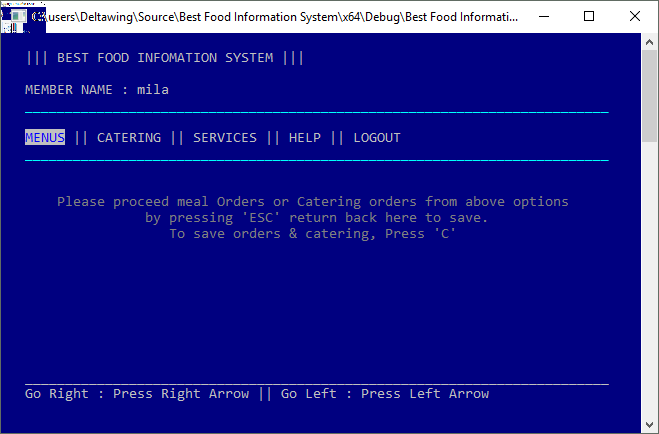 C:\users\Deltawing\Source\Best Food Information System\x64\Debug\Best Food Informati...
||| BEST FOOD INFOMATION SYSTEM |||
MEMBER NAME : mila
MENUS || CATERING || SERVICES || HELP || LOGOUT
Please proceed meal Orders or Catering orders from above options
by pressing 'ESC' return back here to save.
To save orders & catering, Press 'C'
Go Right : Press Right Arrow || Go Left : Press Left Arrow